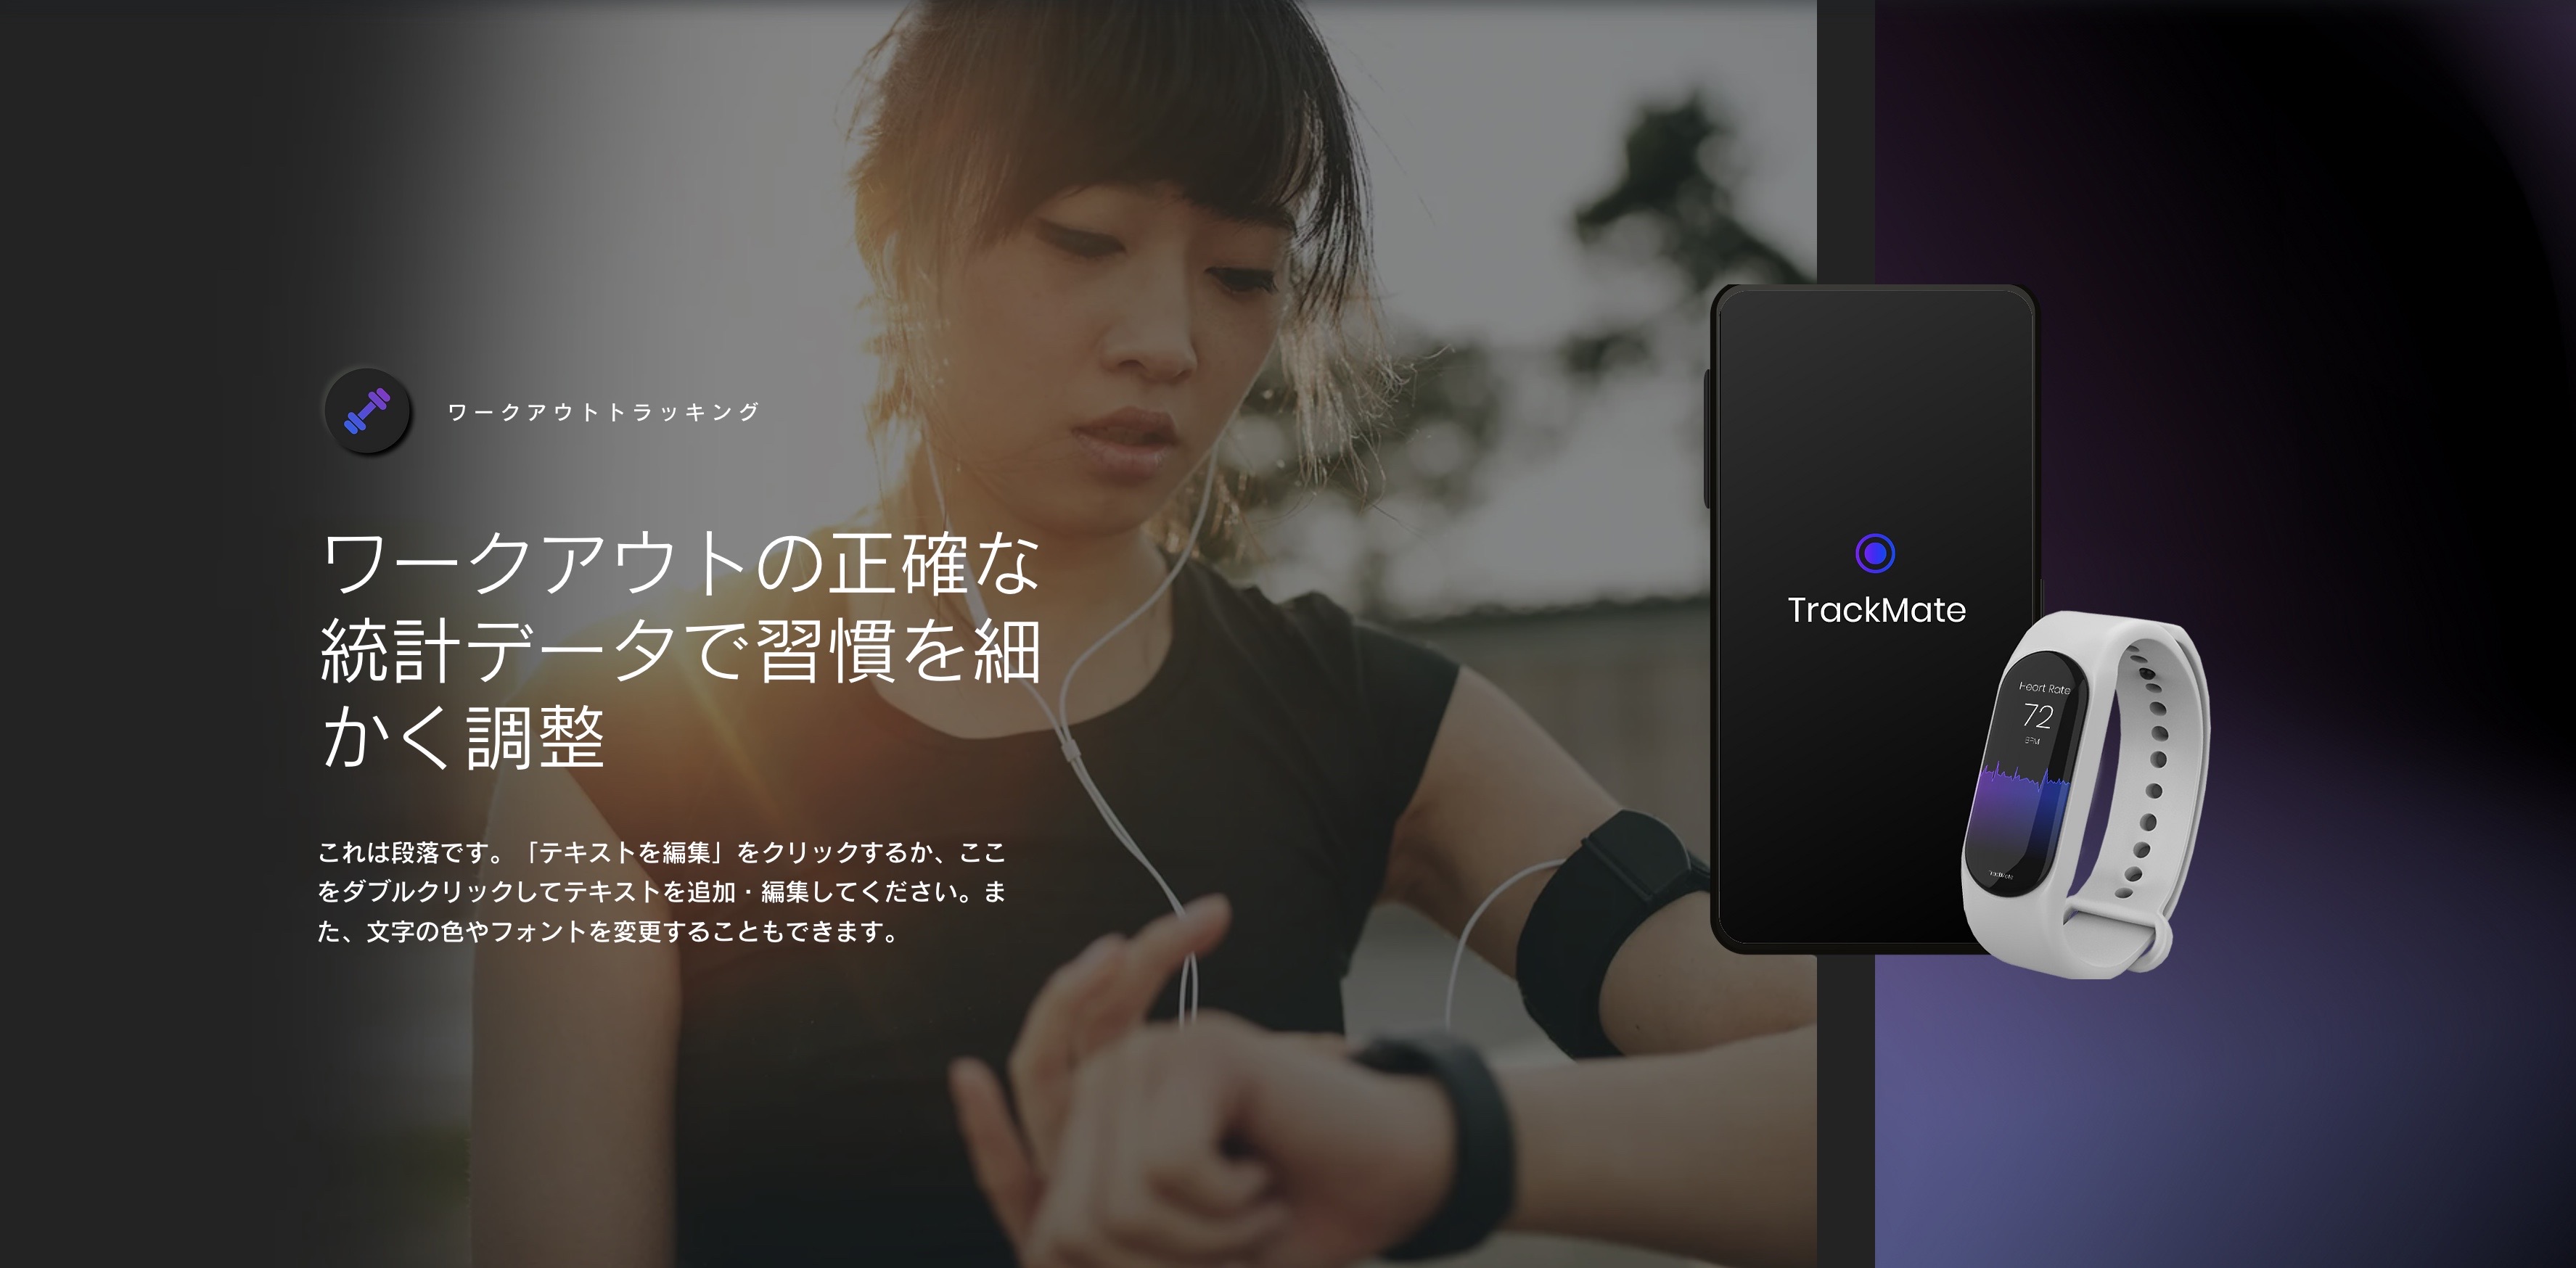 ワークアウトトラッキング
ワークアウトの正確な
統計データで習慣を細
かく調整
これは段落です。「テキストを編集」をクリックするか、ここ
をダブルクリックしてテキストを追加・編集してください。ま
た、文字の色やフォントを変更することもできます。
TrackMate
Heart Rate
72
BPM
TrackMate